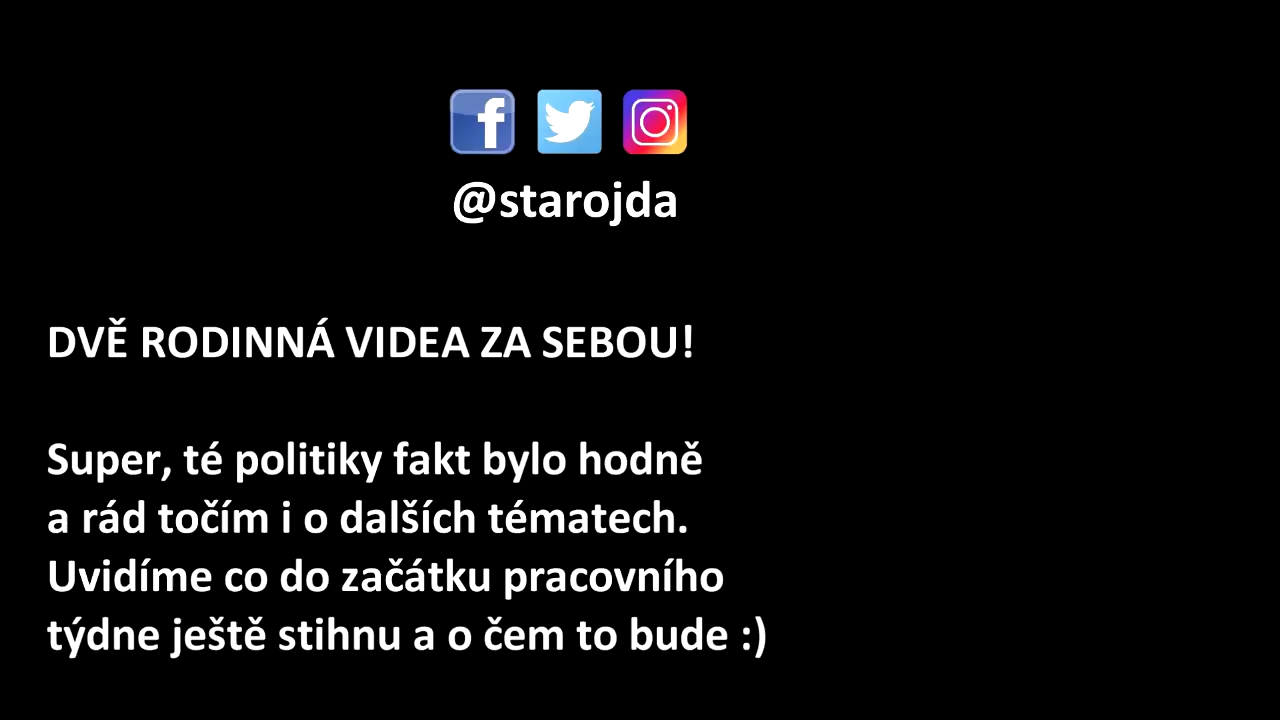 @starojda
DVĚ RODINNÁ VIDEA ZA SEBOU!
Super, té politiky fakt bylo hodně
a rád točím i o dalších tématech.
Uvidíme co do začátku pracovního
týdne ještě stihnu a o čem to bude :)